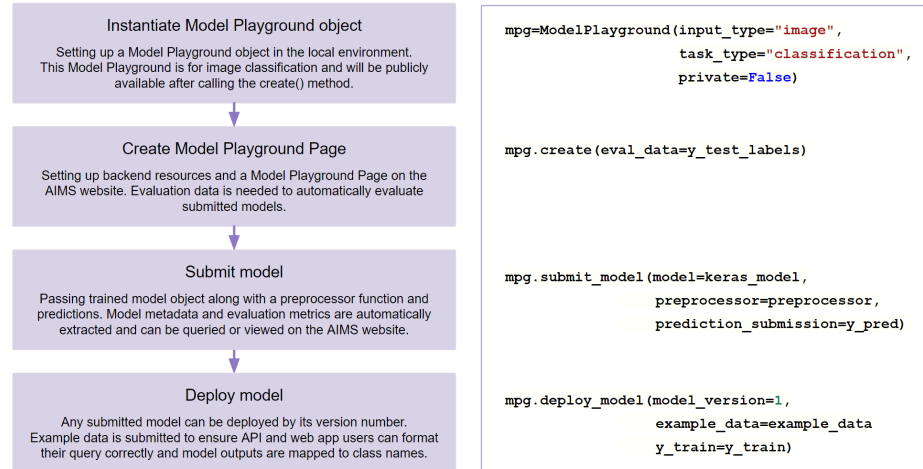 Instantiate Model Playground object
Setting up a Model Playground object in the local environment.
This Model Playground is for image classification and will be publicly
available after calling the create() method.
Create Model Playground Page
Setting up backend resources and a Model Playground Page on the
AIMS website. Evaluation data is needed to automatically evaluate
submitted models.
Submit model
Passing trained model object along with a preprocessor function and
predictions. Model metadata and evaluation metrics are automatically
extracted and can be queried or viewed on the AIMS website.
Deploy model
Any submitted model can be deployed by its version number.
Example data is submitted to ensure API and web app users can format
their query correctly and model outputs are mapped to class names.
mpg=ModelPlayground(input_type="image",
task_type="classification",
private=False)
mpg.create(eval_data=y_test_labels)
mpg.submit_model(model=keras_model,
preprocessor=preprocessor,
prediction_submission=y_pred)
mpg.deploy_model(model_version=1,
example_data=example_data
y_train=y_train)